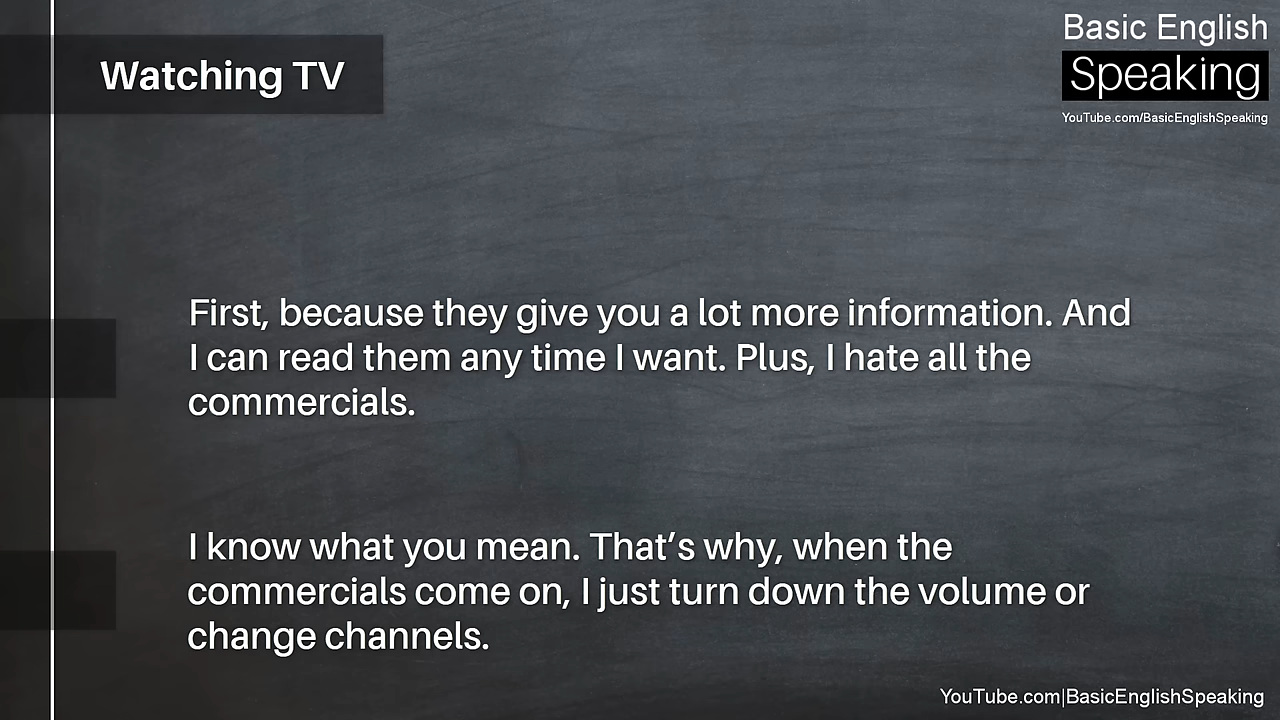 Basic English
Speaking
YouTube.com/BasicEnglishSpeaking
Watching TV
First, because they give you a lot more information. And
I can read them any time I want. Plus, I hate all the
commercials.
I know what you mean. That’s why, when the
commercials come on, I just turn down the volume or
change channels.
YouTube.com|BasicEnglishSpeaking